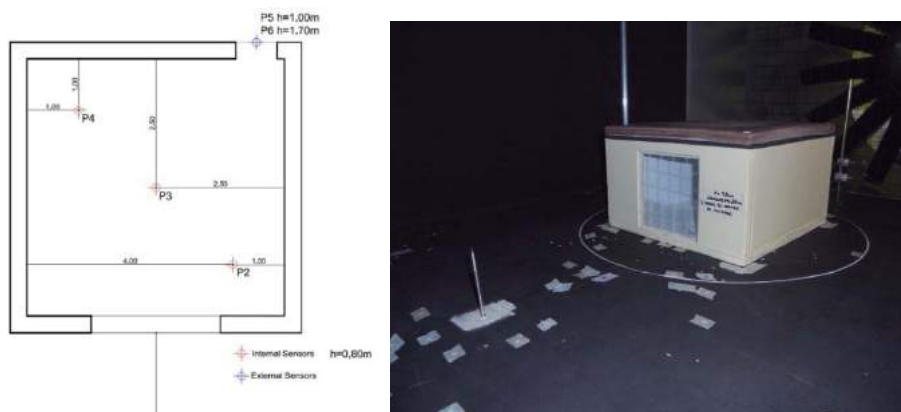 P5 h=1.00m
P6 h=1.70m
1,00
1,00
P4
2,50
2,50
P3
4,00
1,00
P2
Internal Sensors h=0,80m
External Sensors